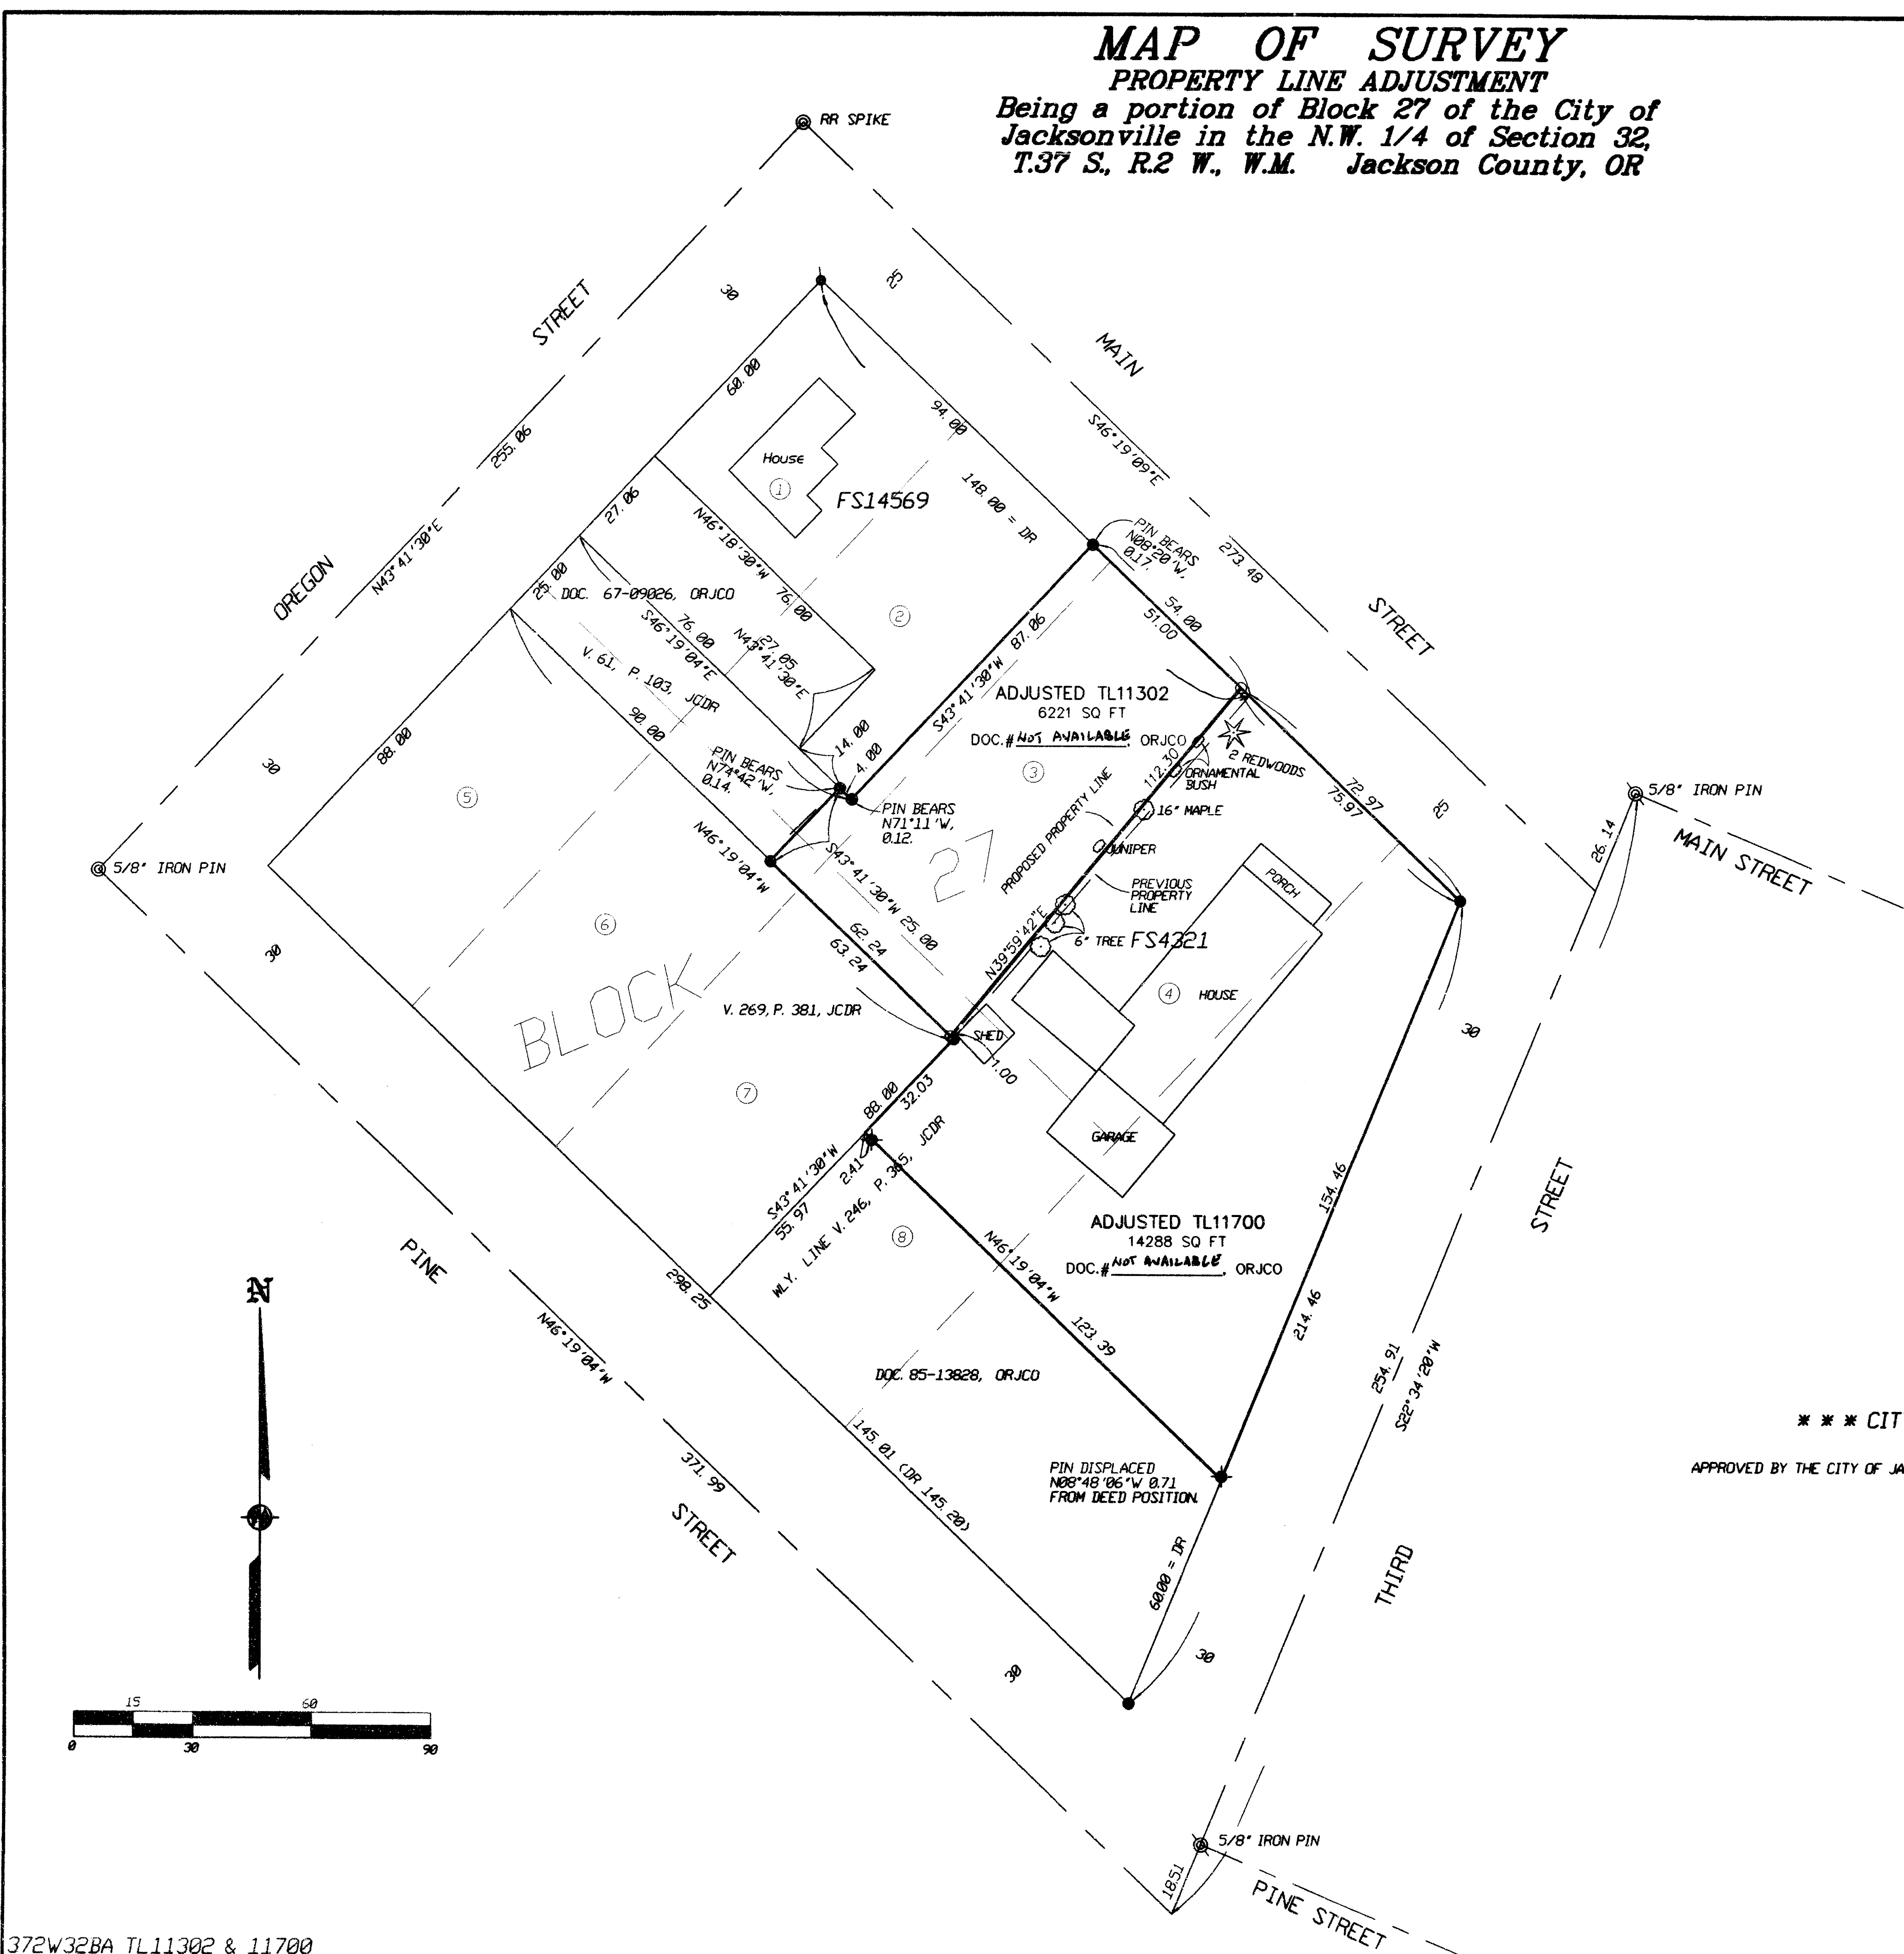 MAP OF SURVEY
PROPERTY LINE ADJUSTMENT
Being a portion of Block 27 of the City of
Jacksonville in the N.W. 1/4 of Section 32,
T.37 S., R.2 W., W.M. Jackson County, OR
RR SPIKE
30
25
STREET
MAIN
60.00
94.00
S46°19'09"E
255.06
House
1
FS14569
148.00 = DR
27.06
N46°18'30"W
76.00
PIN BEARS
N08°20'W,
0.17.
273.48
N43°41'30"E
OREGON
25.00
DOC. 67-09026, ORJCO
2
54.00
51.00
STREET
76.00
S46°19'04"E
27.05
N43°41'30"E
V. 61, P. 103, JCDR
S43°41'30"W 87.06
ADJUSTED TL11302
6221 SQ FT
DOC.# NOT AVAILABLE, ORJCO
90.00
88.00
14.00
4.00
3
2 REDWOODS
ORNAMENTAL
BUSH
112.30
72.97
75.97
25
30
5
PIN BEARS
N74°42'W,
0.14.
PIN BEARS
N71°11'W,
0.12.
PROPOSED PROPERTY LINE
16" MAPLE
JUNIPER
5/8" IRON PIN
26.14
MAIN STREET
5/8" IRON PIN
N46°19'04"W
S43°41'30"W 25.00
27
PREVIOUS
PROPERTY
LINE
PORCH
6
62.24
63.24
N39°59'42"E
6" TREE FS4321
30
BLOCK
V. 269, P. 381, JCDR
4
HOUSE
SHED
1.00
30
7
88.00
32.03
GARAGE
S43°41'30"W
55.97
2.41
WLY. LINE V. 246, P. 365, JCDR
154.46
STREET
8
ADJUSTED TL11700
14288 SQ FT
DOC.# NOT AVAILABLE, ORJCO
PINE
N46°19'04"W
123.39
298.25
214.46
N
N46°19'04"W
DOC. 85-13828, ORJCO
254.91
S22°34'20"W
* * * CIT
145.01 (DR 145.20)
371.99
PIN DISPLACED
N08°48'06"W 0.71
FROM DEED POSITION.
APPROVED BY THE CITY OF JA
STREET
60.00 = DR
THIRD
30
30
15 60
0 30 90
5/8" IRON PIN
18.51
PINE STREET
372W32BA TL11302 & 11700